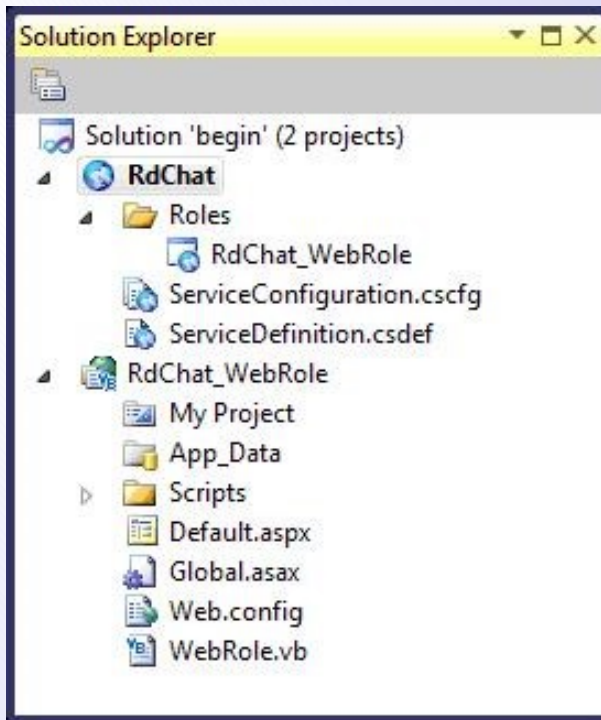 Solution Explorer
Solution 'begin' (2 projects)
RdChat
Roles
RdChat_WebRole
ServiceConfiguration.cscfg
ServiceDefinition.csdef
RdChat_WebRole
My Project
App_Data
Scripts
Default.aspx
Global.asax
Web.config
WebRole.vb